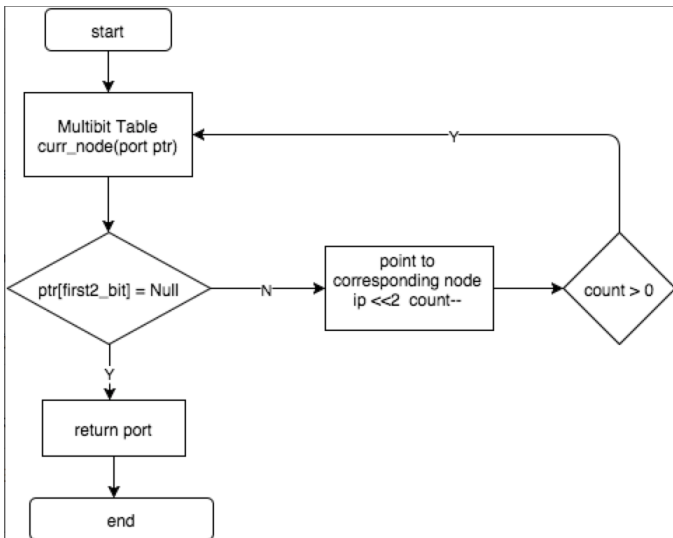 start
Multibit Table
curr_node(port ptr)
Y
ptr[first2_bit] = Null
N
point to
corresponding node
ip <<2 count--
count > 0
Y
return port
end